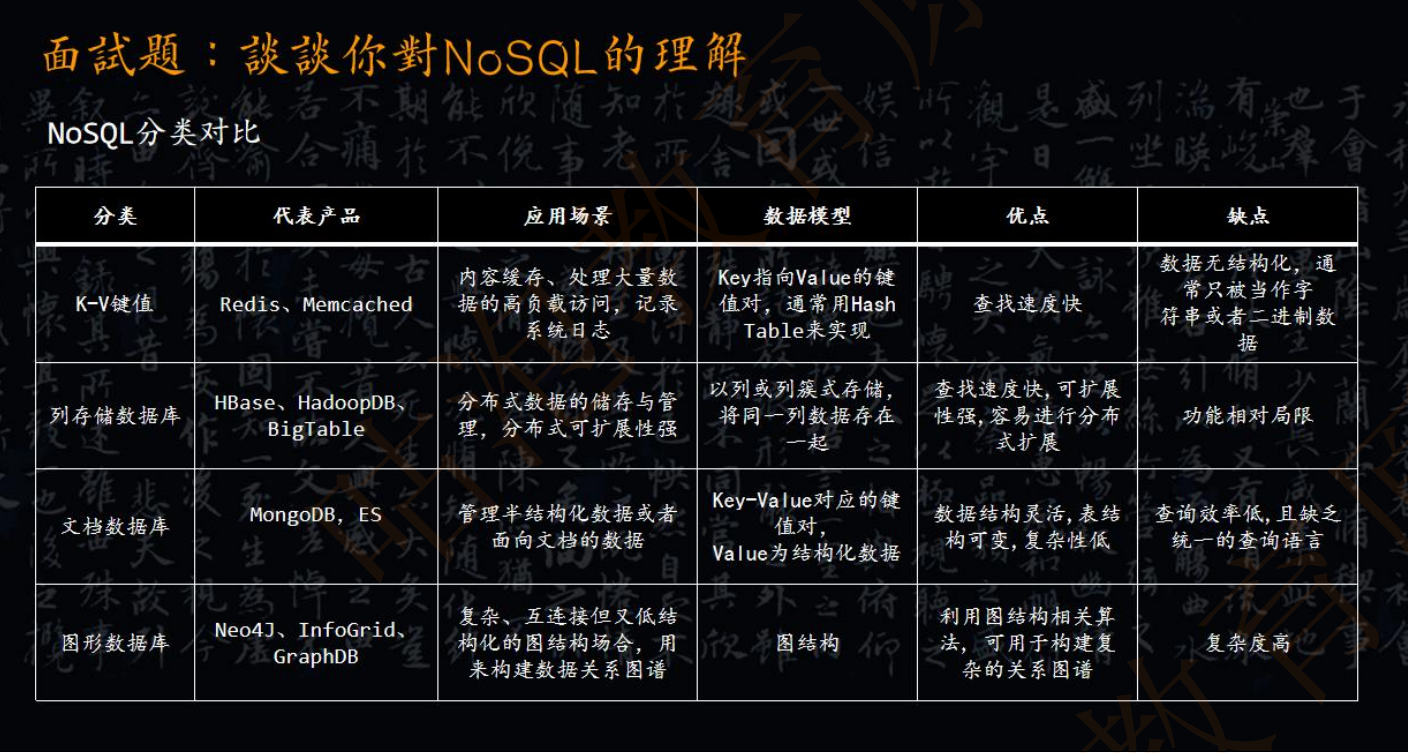 面試題：談談你對NoSQL的理解
NoSQL分类对比
分类
代表产品
应用场景
数据模型
优点
缺点
K-V键值
Redis、Memcached
内容缓存、处理大量数
据的高负载访问，记录
系统日志
Key指向Value的键
值对，通常用Hash
Table来实现
查找速度快
数据无结构化，通
常只被当作字
符串或者二进制数
据
列存储数据库
HBase、HadoopDB、
BigTable
分布式数据的储存与管
理，分布式可扩展性强
以列或列簇式存储，
将同一列数据存在
一起
查找速度快,可扩展
性强,容易进行分布
式扩展
功能相对局限
文档数据库
MongoDB, ES
管理半结构化数据或者
面向文档的数据
Key-Value对应的键
值对，
Value为结构化数据
数据结构灵活,表结
构可变,复杂性低
查询效率低,且缺乏
统一的查询语言
图形数据库
Neo4J、InfoGrid、
GraphDB
复杂、互连接但又低结
构化的图结构场合，用
来构建数据关系图谱
图结构
利用图结构相关算
法，可用于构建复
杂的关系图谱
复杂度高